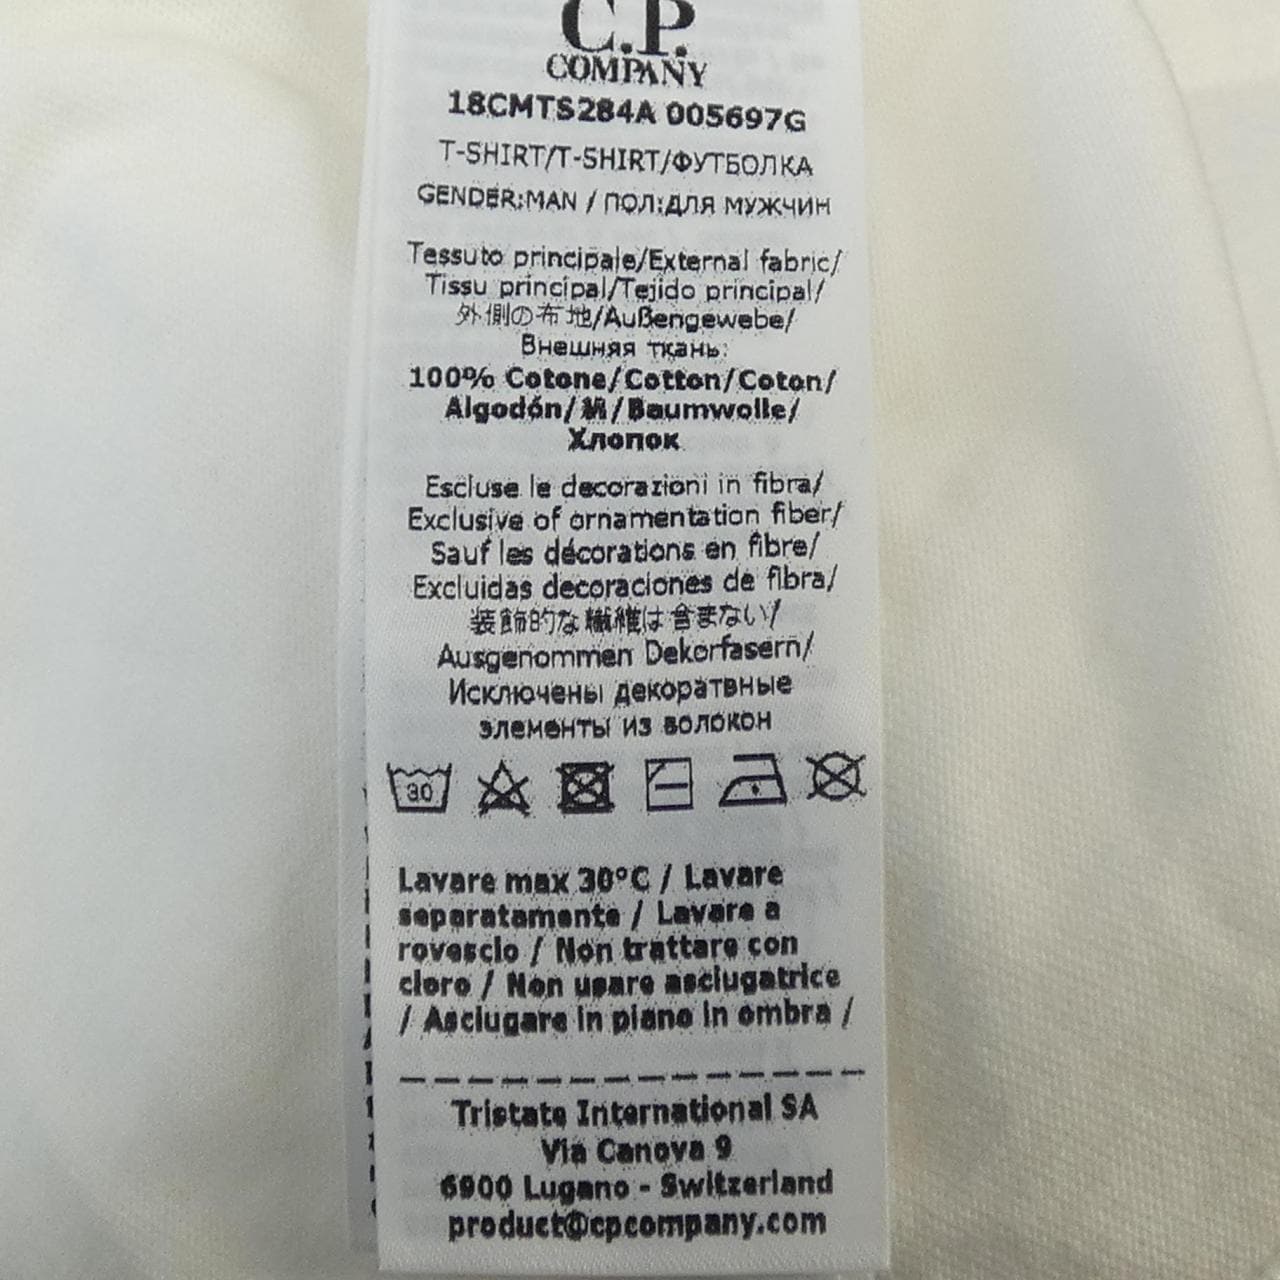 C.P.
COMPANY
18CMTS284A 005697G
T-SHIRT/T-SHIRT/ФУТБОЛКА
GENDER:MAN / ПОЛ:ДЛЯ МУЖЧИН
Tessuto principale/External fabric/
Tissu principal/Tejido principal/
外側の布地/Außengewebe/
Внешняя ткань:
100% Cotone/Cotton/Coton/
Algodón/綿/Baumwolle/
Хлопок
Escluse le decorazioni in fibra/
Exclusive of ornamentation fiber/
Sauf les décorations en fibre/
Excluidas decoraciones de fibra/
装飾的な繊維は含まない/
Ausgenommen Dekorfasern/
Исключены декоратвные
элементы из волокон
30
Lavare max 30°C / Lavare
separatamente / Lavare a
rovescio / Non trattare con
cloro / Non usare asciugatrice
/ Asciugare in piano in ombra /
Tristate International SA
Via Canova 9
6900 Lugano - Switzerland
product@cpcompany.com